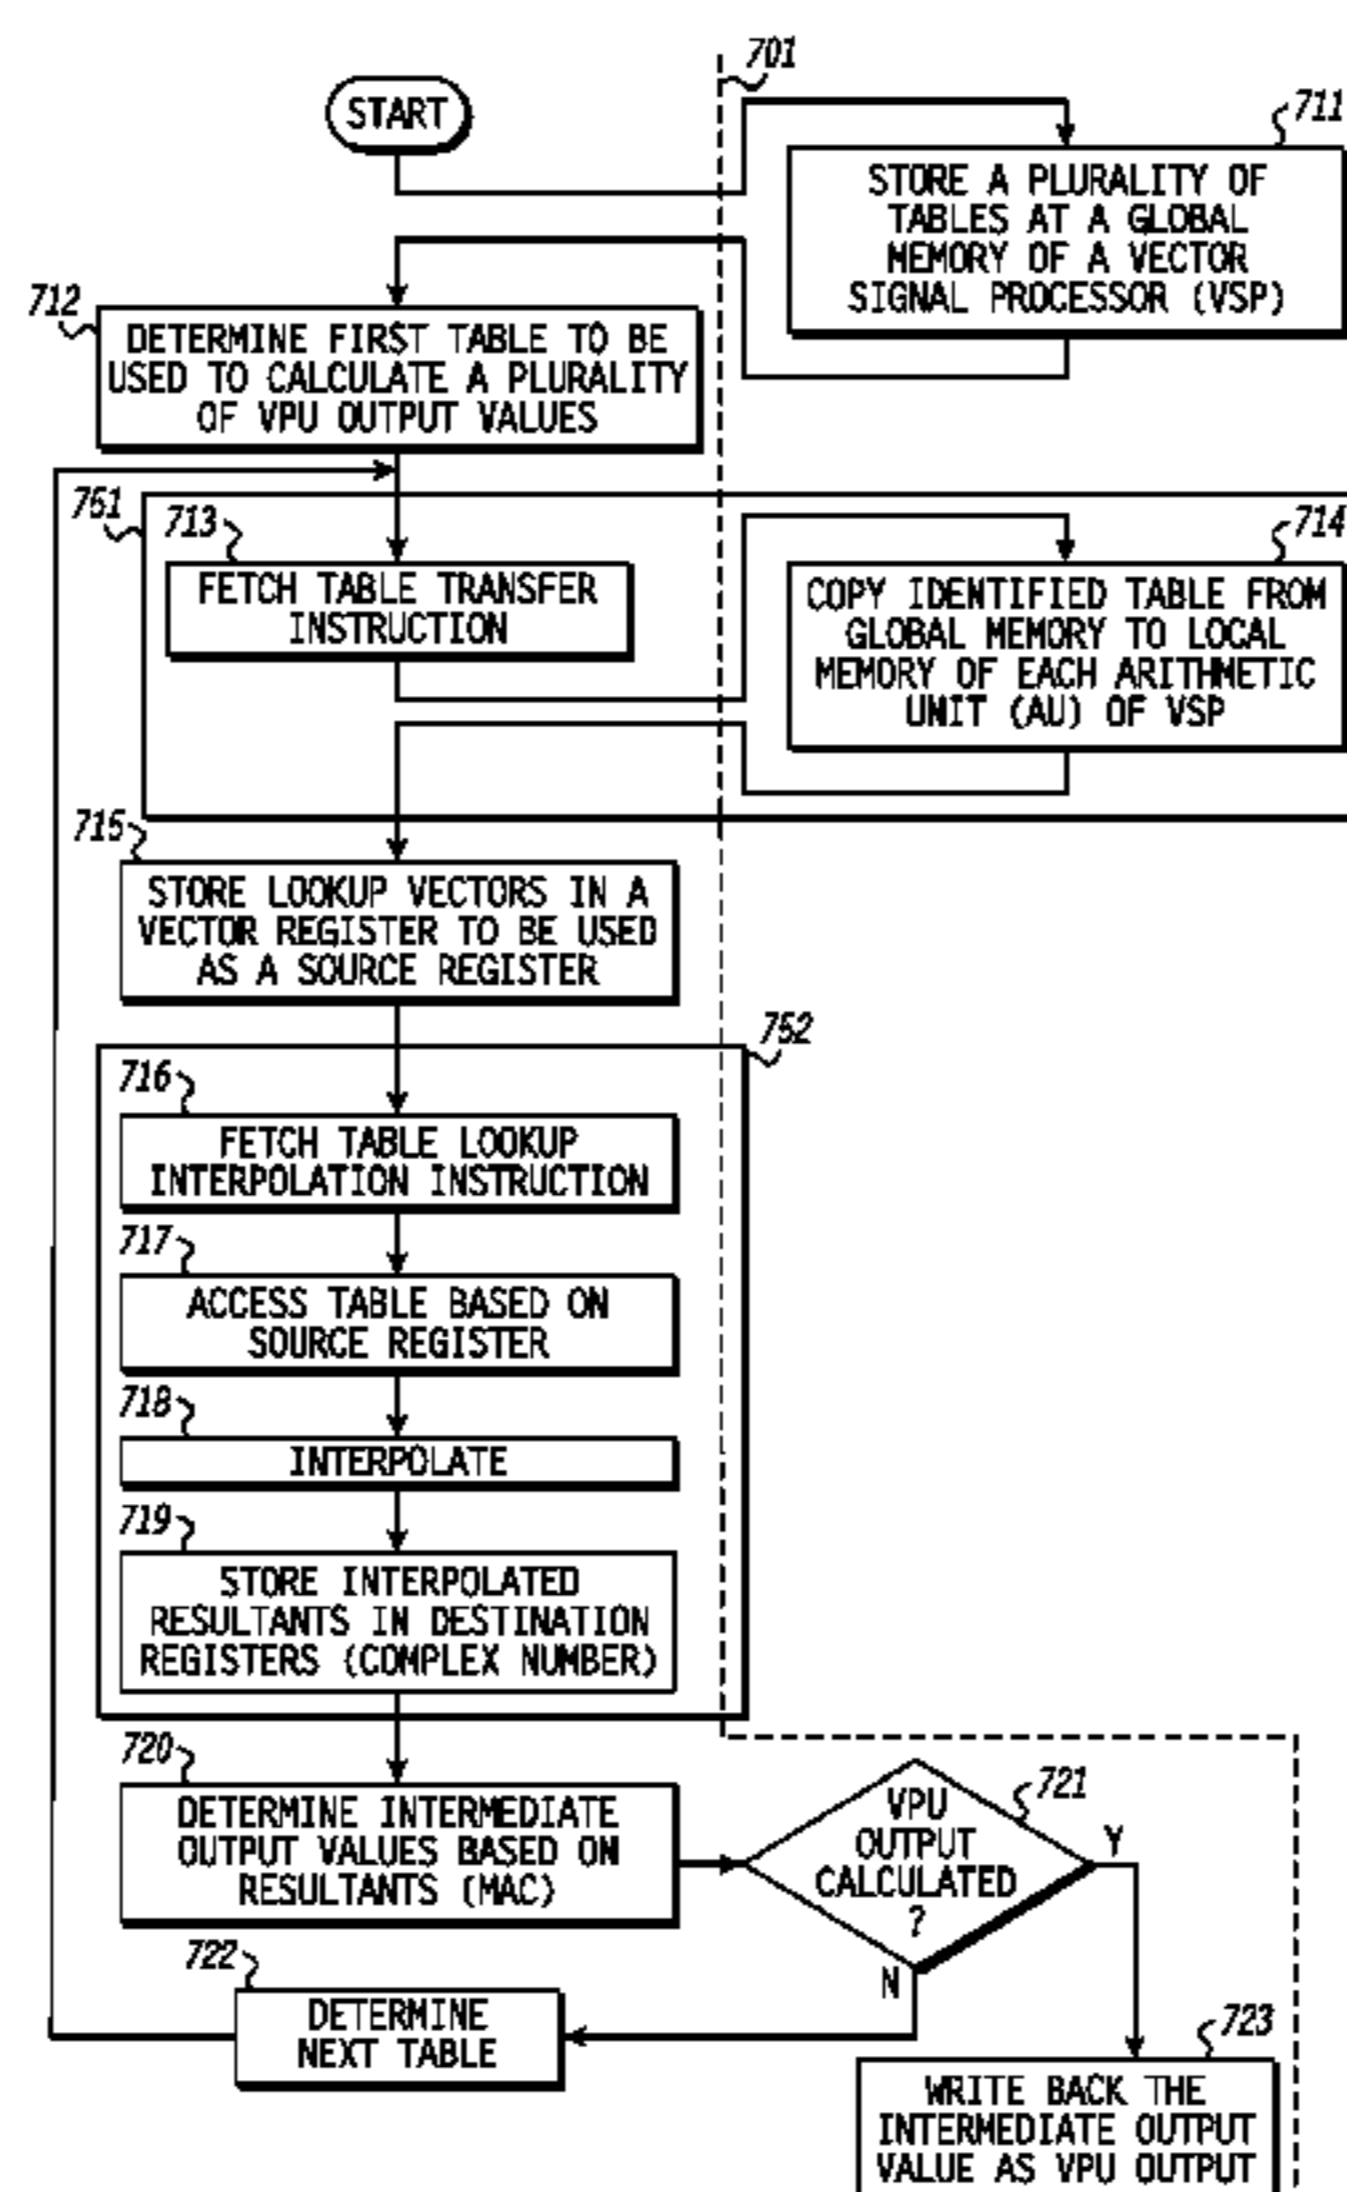 701
START
711
STORE A PLURALITY OF
TABLES AT A GLOBAL
MEMORY OF A VECTOR
SIGNAL PROCESSOR (VSP)
712
DETERMINE FIRST TABLE TO BE
USED TO CALCULATE A PLURALITY
OF VPU OUTPUT VALUES
751
713
FETCH TABLE TRANSFER
INSTRUCTION
714
COPY IDENTIFIED TABLE FROM
GLOBAL MEMORY TO LOCAL
MEMORY OF EACH ARITHMETIC
UNIT (AU) OF VSP
715
STORE LOOKUP VECTORS IN A
VECTOR REGISTER TO BE USED
AS A SOURCE REGISTER
752
716
FETCH TABLE LOOKUP
INTERPOLATION INSTRUCTION
717
ACCESS TABLE BASED ON
SOURCE REGISTER
718
INTERPOLATE
719
STORE INTERPOLATED
RESULTANTS IN DESTINATION
REGISTERS (COMPLEX NUMBER)
720
DETERMINE INTERMEDIATE
OUTPUT VALUES BASED ON
RESULTANTS (MAC)
721
VPU
OUTPUT
CALCULATED
?
Y
N
722
DETERMINE
NEXT TABLE
723
WRITE BACK THE
INTERMEDIATE OUTPUT
VALUE AS VPU OUTPUT